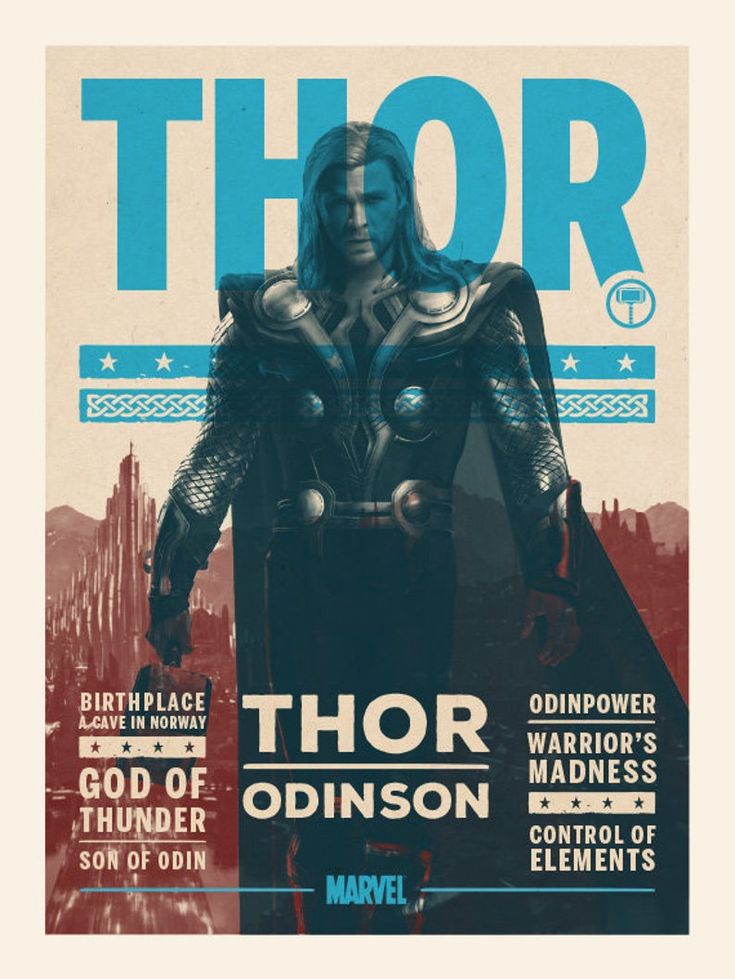 THOR
BIRTHPLACE
A CAVE IN NORWAY
GOD OF
THUNDER
SON OF ODIN
THOR
ODINSON
ODINPOWER
WARRIOR'S
MADNESS
CONTROL OF
ELEMENTS
MARVEL